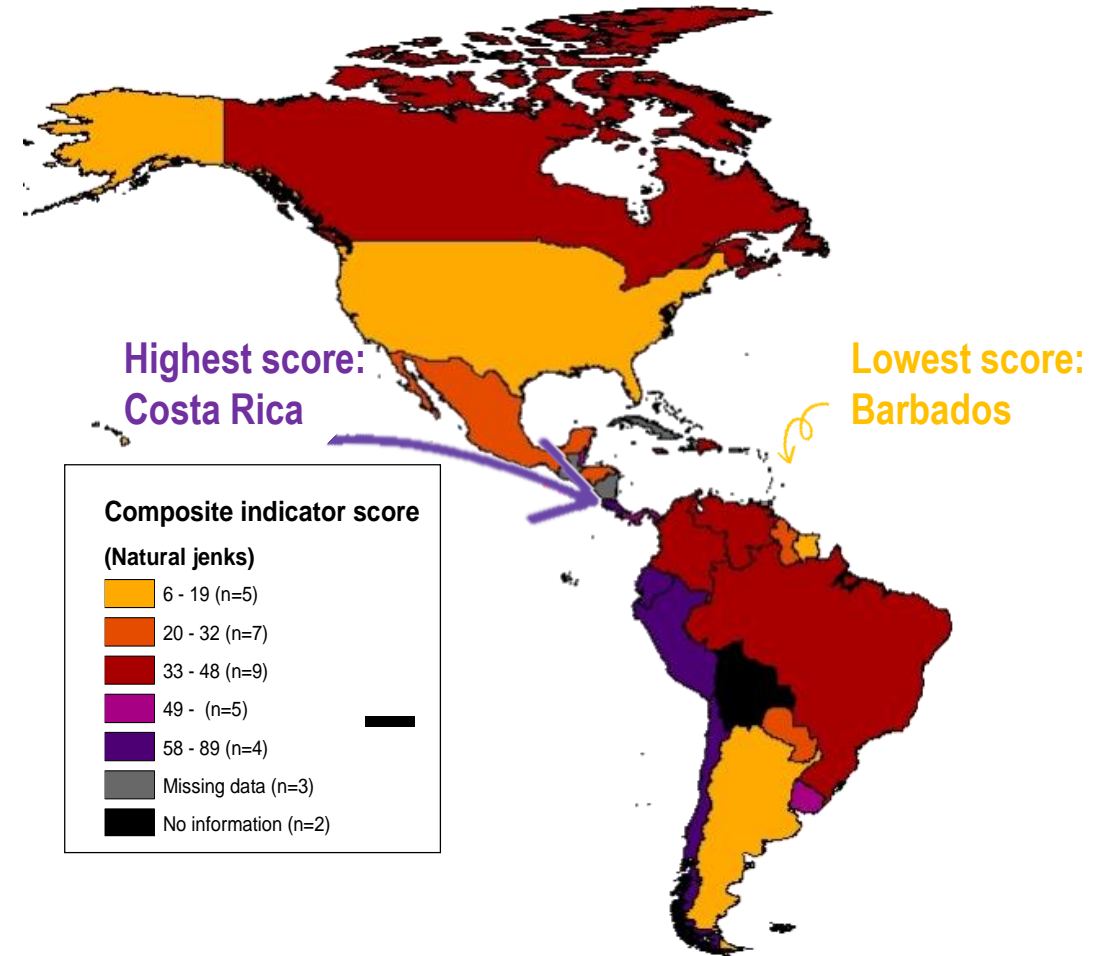 Highest score:
Costa Rica
Lowest score:
Barbados
Composite indicator score
(Natural jenks)
6 - 19 (n=5)
20 - 32 (n=7)
33 - 48 (n=9)
49 - (n=5)
58 - 89 (n=4)
Missing data (n=3)
No information (n=2)